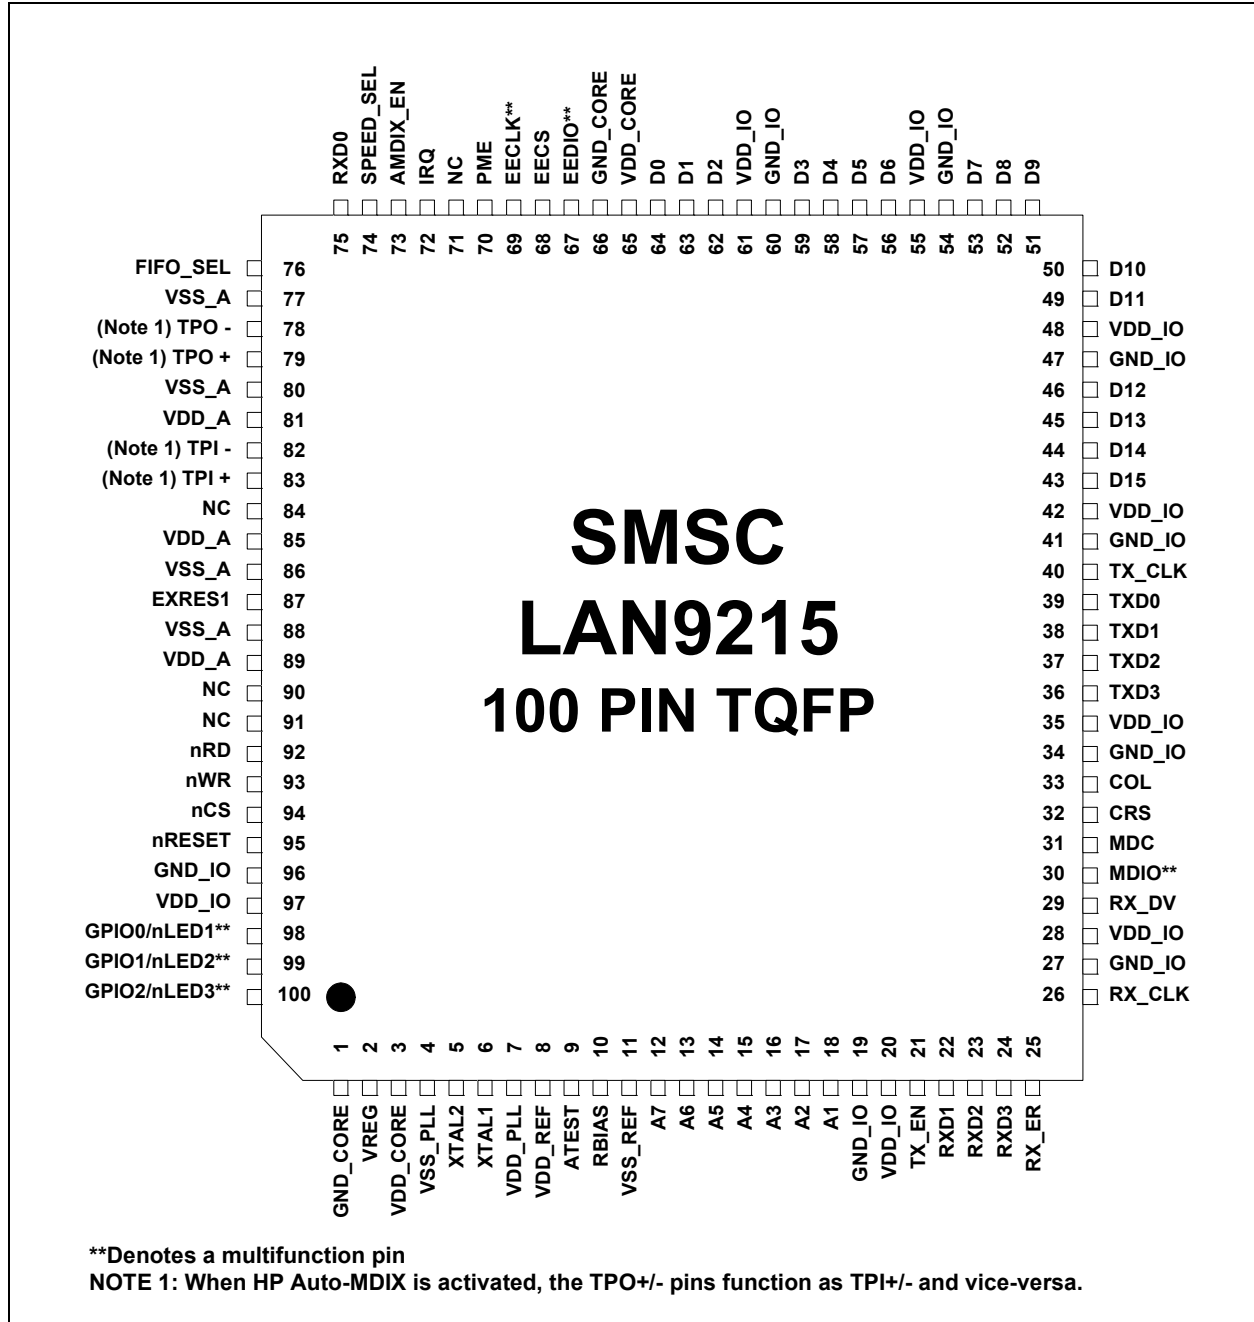 RXD0
SPEED_SEL
AMDIX_EN
IRQ
NC
PME
EECLK**
EECS
EEDIO**
GND_CORE
VDD_CORE
D0
D1
D2
VDD_IO
GND_IO
D3
D4
D5
D6
VDD_IO
GND_IO
D7
D8
D9
75
74
73
72
71
70
69
68
67
66
65
64
63
62
61
60
59
58
57
56
55
54
53
52
51
FIFO_SEL 76
VSS_A 77
(Note 1) TPO - 78
(Note 1) TPO + 79
VSS_A 80
VDD_A 81
(Note 1) TPI - 82
(Note 1) TPI + 83
NC 84
VDD_A 85
VSS_A 86
EXRES1 87
VSS_A 88
VDD_A 89
NC 90
NC 91
nRD 92
nWR 93
nCS 94
nRESET 95
GND_IO 96
VDD_IO 97
GPIO0/nLED1** 98
GPIO1/nLED2** 99
GPIO2/nLED3** 100
SMSC
LAN9215
100 PIN TQFP
50 D10
49 D11
48 VDD_IO
47 GND_IO
46 D12
45 D13
44 D14
43 D15
42 VDD_IO
41 GND_IO
40 TX_CLK
39 TXD0
38 TXD1
37 TXD2
36 TXD3
35 VDD_IO
34 GND_IO
33 COL
32 CRS
31 MDC
30 MDIO**
29 RX_DV
28 VDD_IO
27 GND_IO
26 RX_CLK
1
2
3
4
5
6
7
8
9
10
11
12
13
14
15
16
17
18
19
20
21
22
23
24
25
GND_CORE
VREG
VDD_CORE
VSS_PLL
XTAL2
XTAL1
VDD_PLL
VDD_REF
ATEST
RBIAS
VSS_REF
A7
A6
A5
A4
A3
A2
A1
GND_IO
VDD_IO
TX_EN
RXD1
RXD2
RXD3
RX_ER
**Denotes a multifunction pin
NOTE 1: When HP Auto-MDIX is activated, the TPO+/- pins function as TPI+/- and vice-versa.